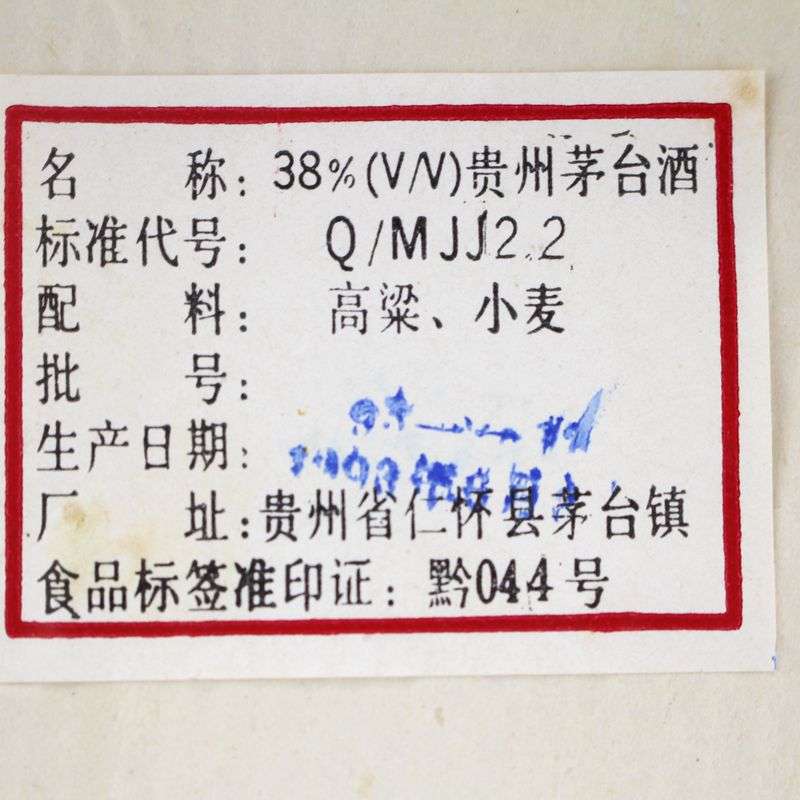 名 称：38%(V/V)贵州茅台酒
标准代号： Q/MJJ2.2
配 料： 高粱、小麦
批 号：
生产日期：
厂 址：贵州省仁怀县茅台镇
食品标签准印证：黔044号